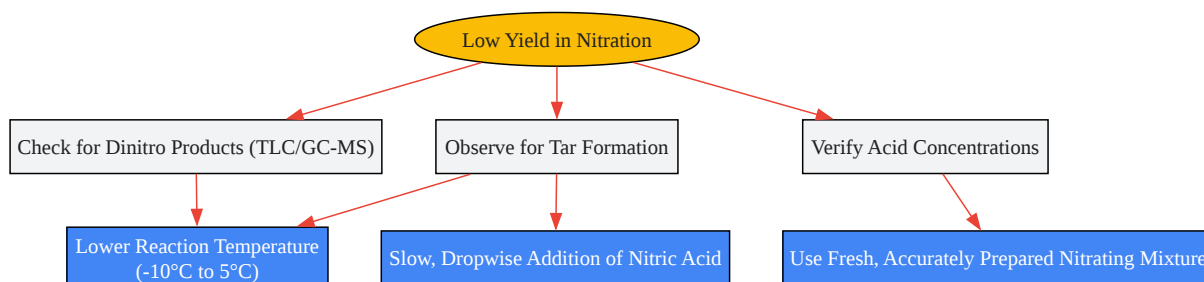 Low Yield in Nitration
Check for Dinitro Products (TLC/GC-MS)
Observe for Tar Formation
Verify Acid Concentrations
Lower Reaction Temperature
(-10°C to 5°C)
Slow, Dropwise Addition of Nitric Acid
Use Fresh, Accurately Prepared Nitrating Mixture